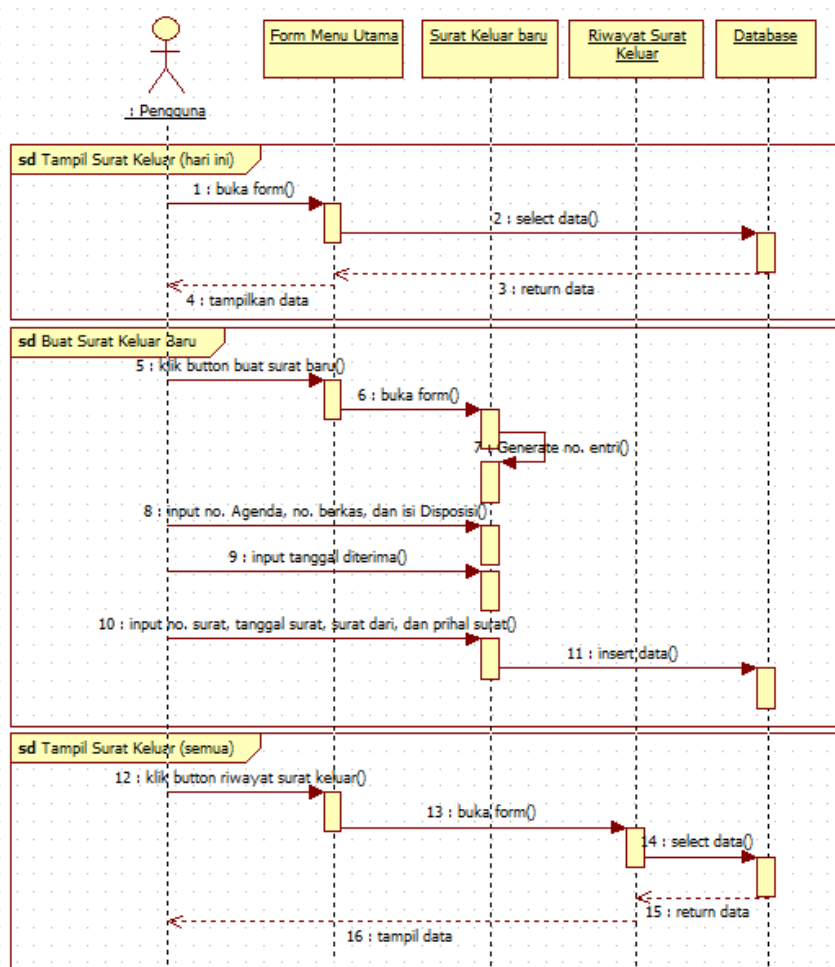 Form Menu Utama
Surat Keluar baru
Riwayat Surat
Keluar
Database
: Pengguna
sd Tampil Surat Keluar (hari ini)
1 : buka form()
2 : select data()
3 : return data
4 : tampilkan data
sd Buat Surat Keluar Baru
5 : klik button buat surat baru()
6 : buka form()
7 : Generate no. entri()
8 : input no. Agenda, no. berkas, dan isi Disposisi()
9 : input tanggal diterima()
10 : input no. surat, tanggal surat, surat dari, dan prihal surat()
11 : insert data()
sd Tampil Surat Keluar (semua)
12 : klik button riwayat surat keluar()
13 : buka form()
14 : select data()
15 : return data
16 : tampil data